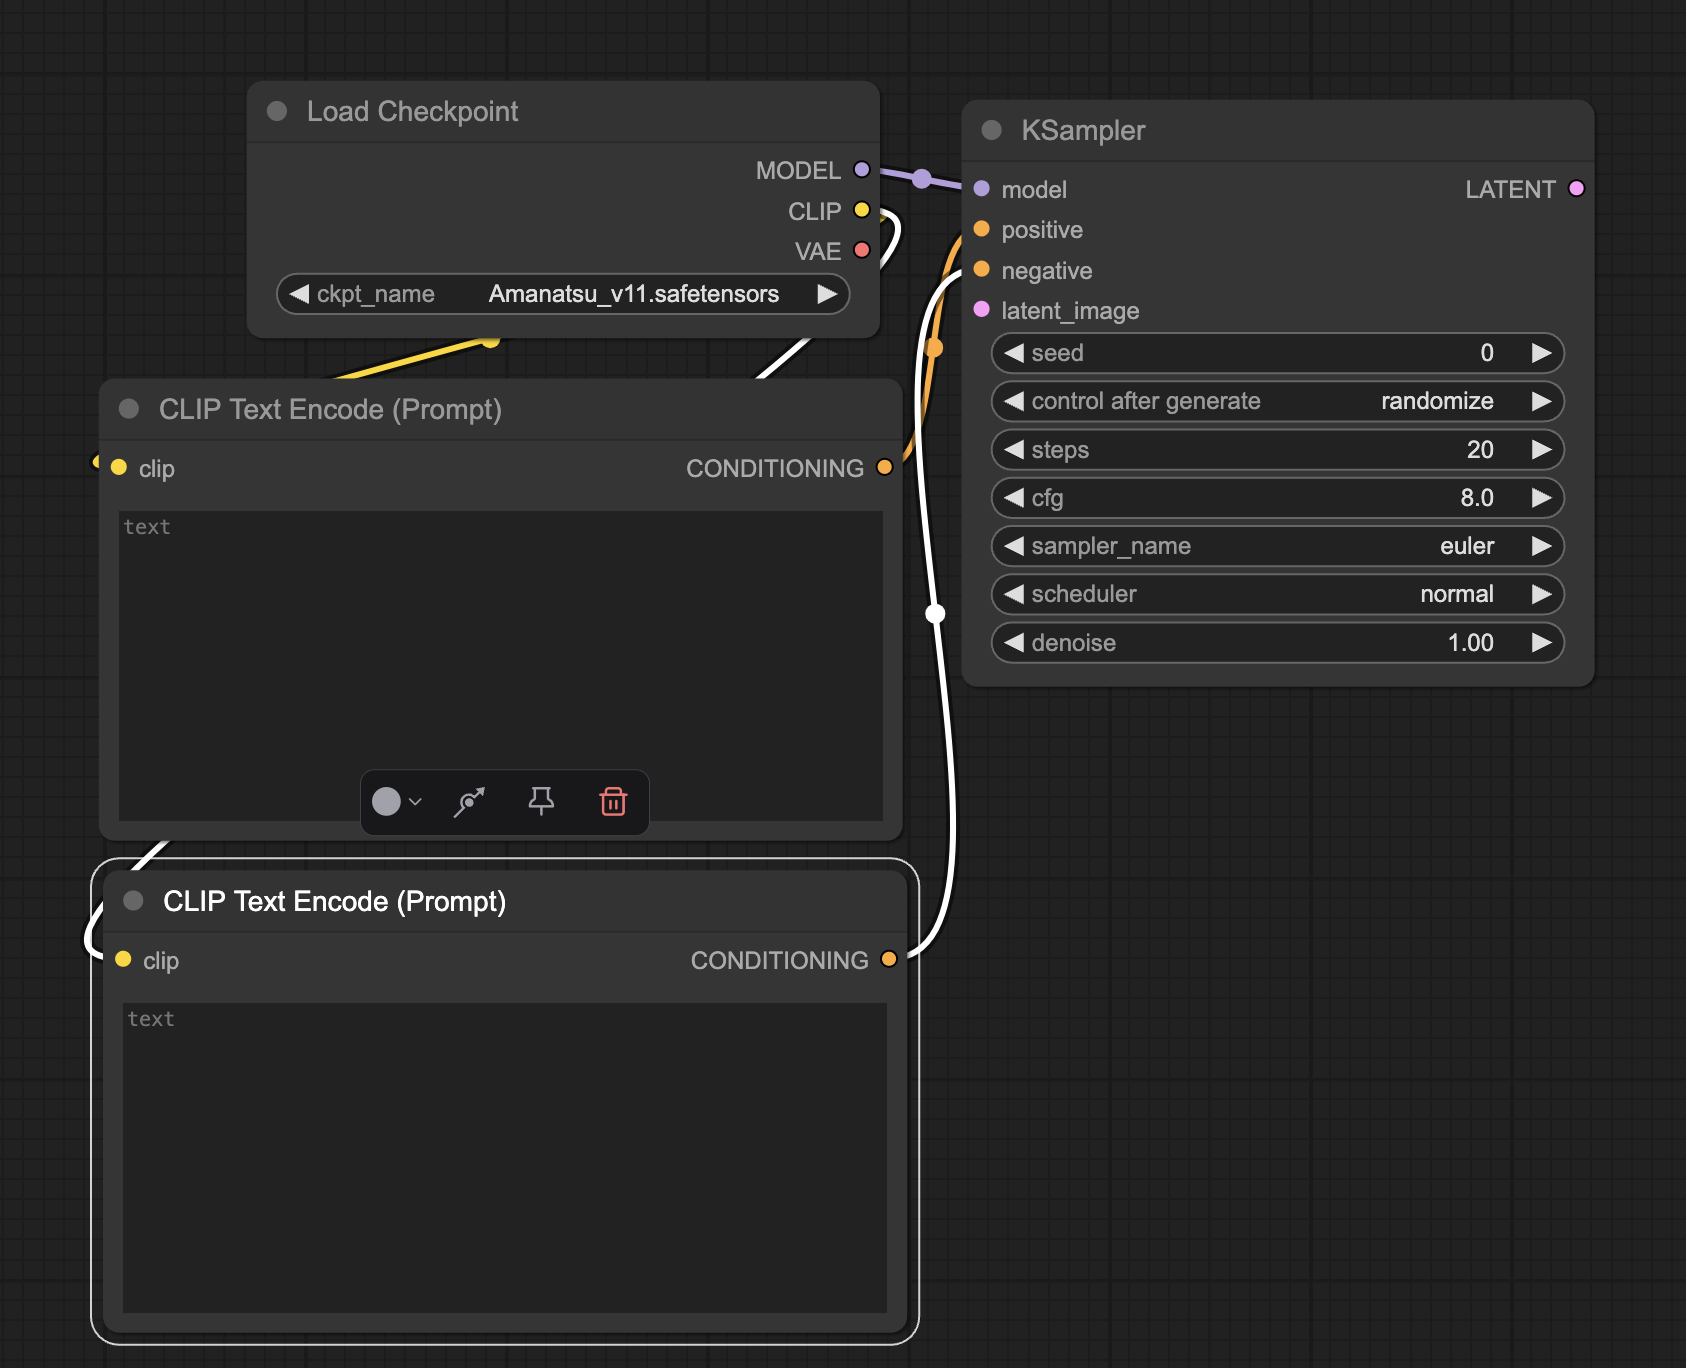 Load Checkpoint
MODEL
CLIP
VAE
ckpt_name Amanatsu_v11.safetensors
CLIP Text Encode (Prompt)
clip CONDITIONING
text
CLIP Text Encode (Prompt)
clip CONDITIONING
text
KSampler
model LATENT
positive
negative
latent_image
seed 0
control after generate randomize
steps 20
cfg 8.0
sampler_name euler
scheduler normal
denoise 1.00